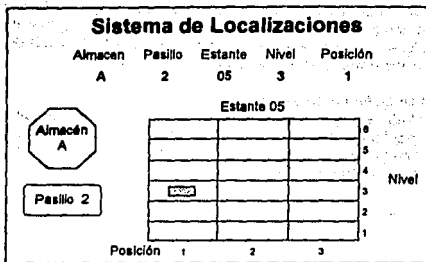 Sistema de Localizaciones
Almacen Pasillo Estante Nivel Posición
A 2 05 3 1
Estante 05
Almacén
A
Pasillo 2
6
5
4
3
2
1
Nivel
Posición 1 2 3